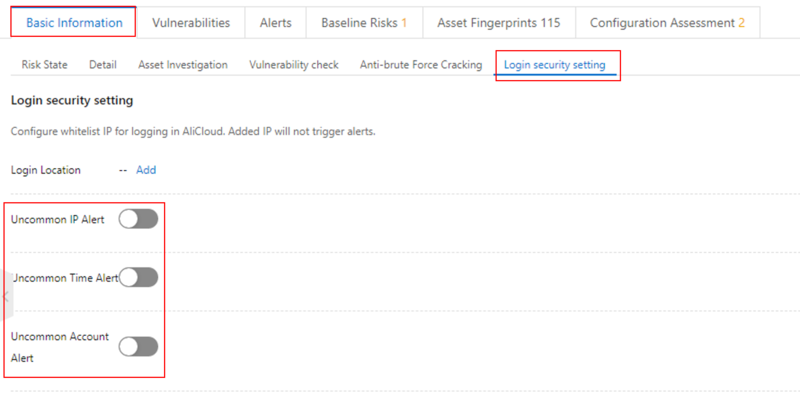 Basic Information Vulnerabilities Alerts Baseline Risks 1 Asset Fingerprints 115 Configuration Assessment 2
Risk State Detail Asset Investigation Vulnerability check Anti-brute Force Cracking Login security setting
Login security setting
Configure whitelist IP for logging in AliCloud. Added IP will not trigger alerts.
Login Location -- Add
Uncommon IP Alert
Uncommon Time Alert
Uncommon Account
Alert